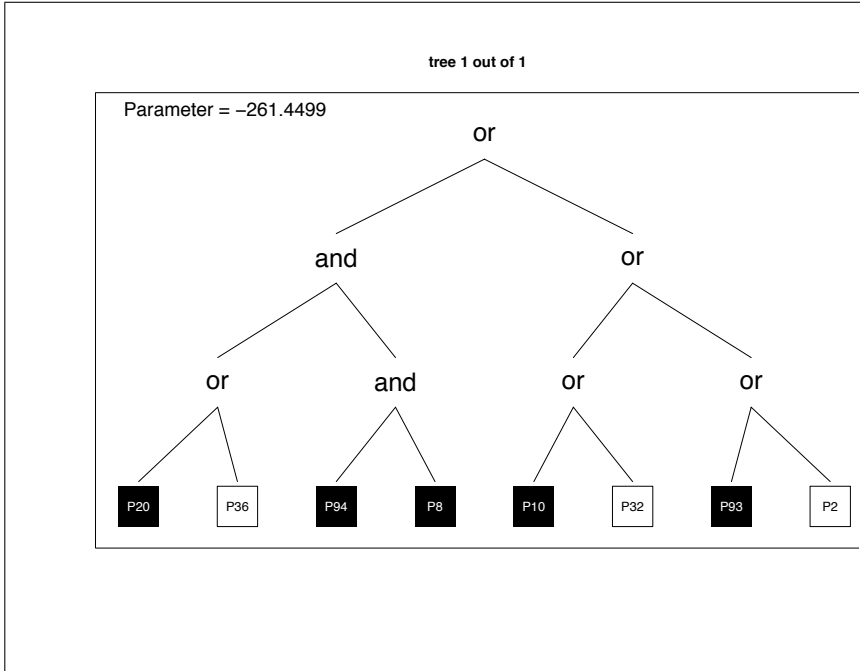 tree 1 out of 1
Parameter = −261.4499
or
and or
or and or or
P20 P36 P94 P8 P10 P32 P93 P2